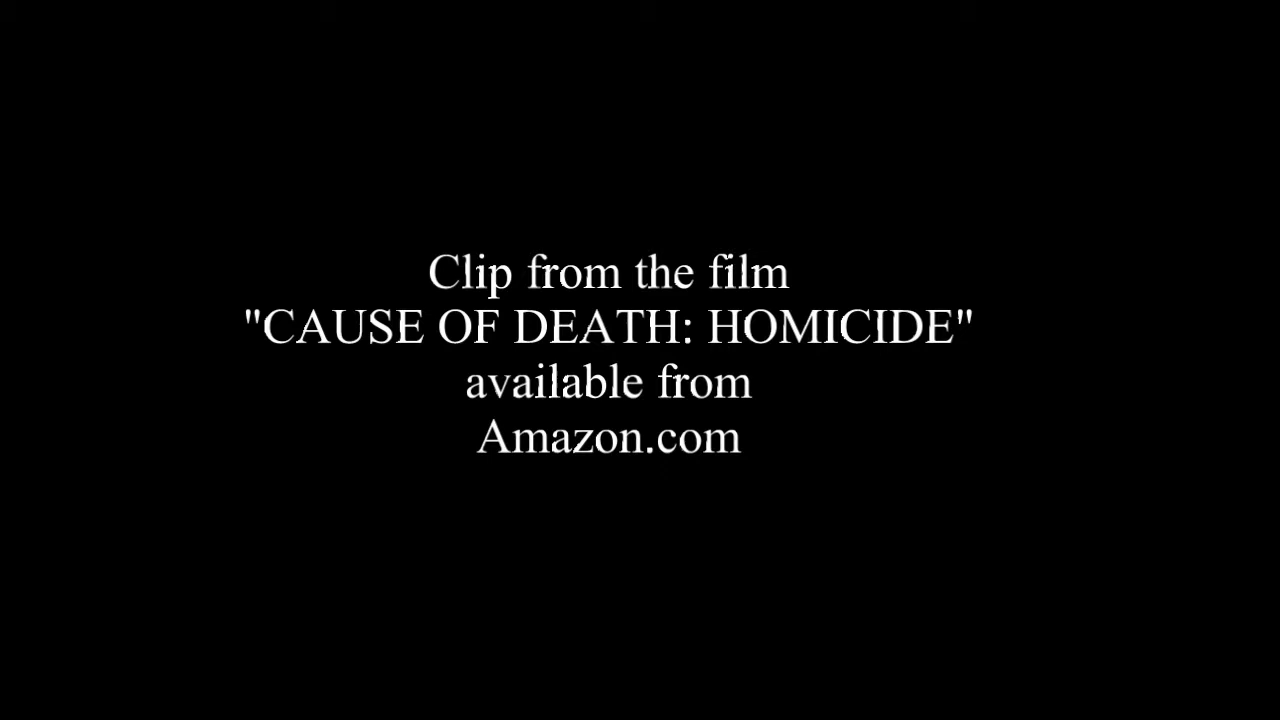 Clip from the film
"CAUSE OF DEATH: HOMICIDE"
available from
Amazon.com